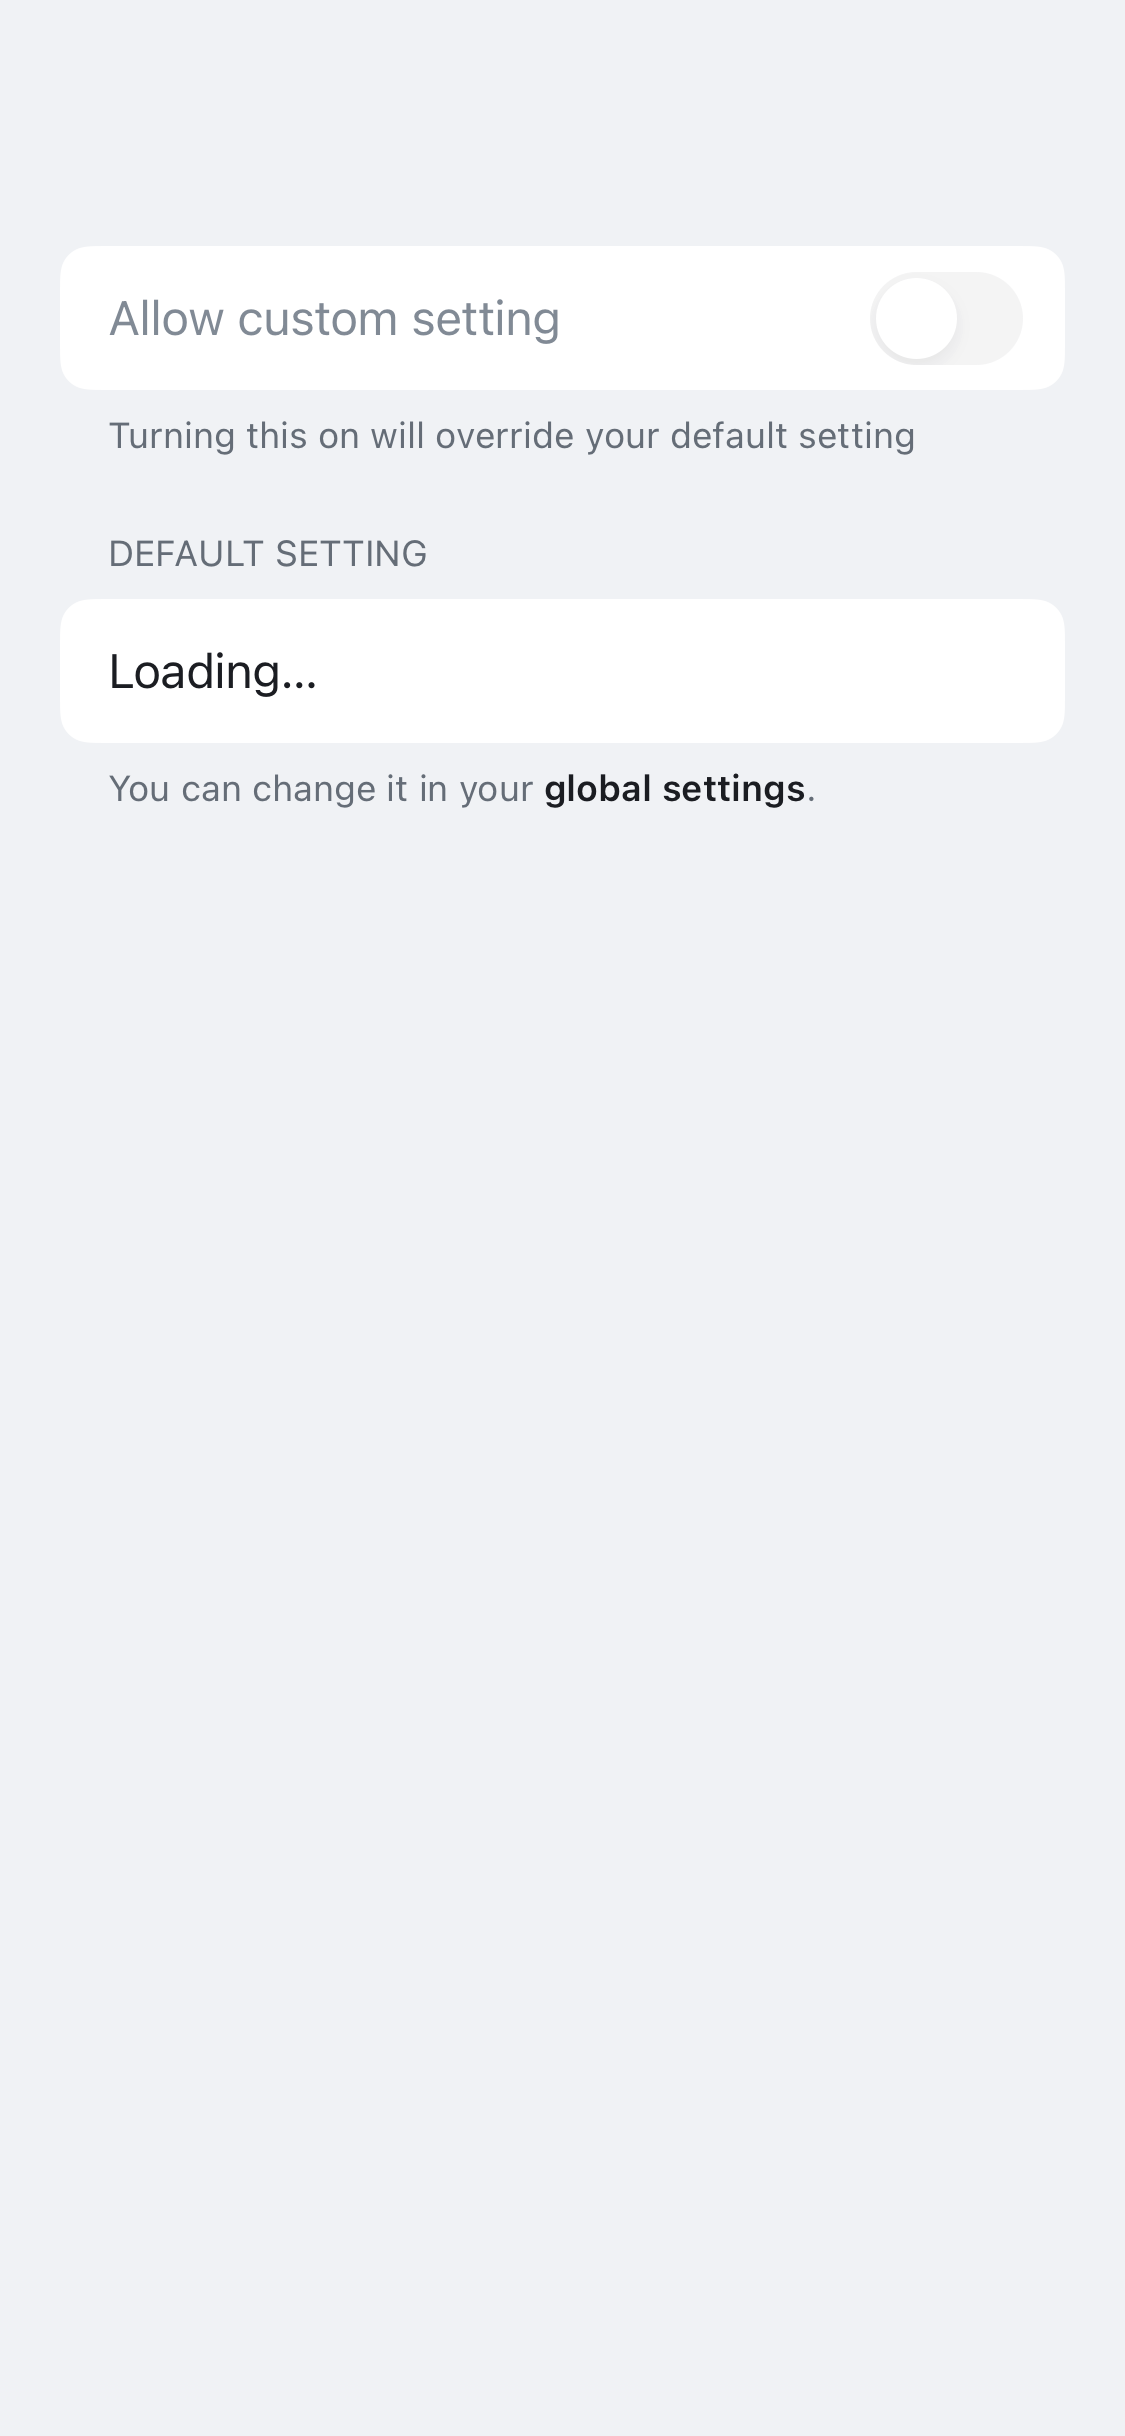 Allow custom setting
Turning this on will override your default setting
DEFAULT SETTING
Loading...
You can change it in your global settings.